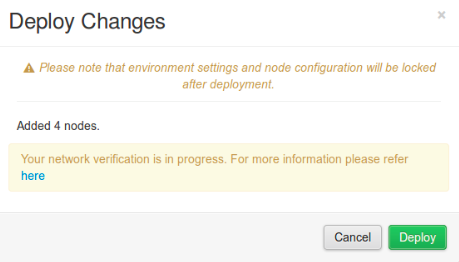 Deploy Changes
×
Please note that environment settings and node configuration will be locked
after deployment.
Added 4 nodes.
Your network verification is in progress. For more information please refer
here
Cancel
Deploy